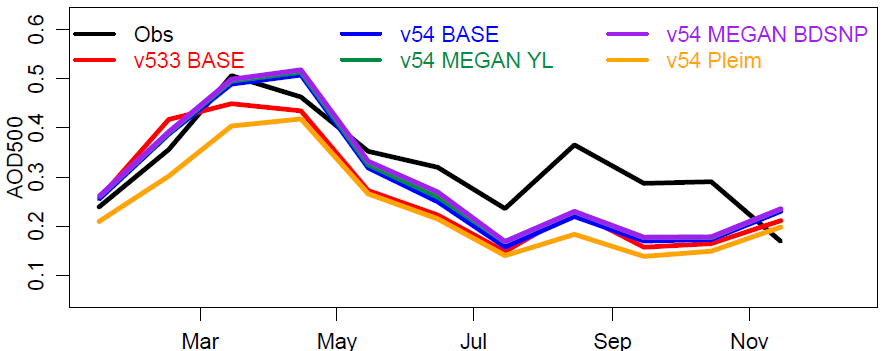 Obs
v54 BASE
v54 MEGAN BDSNP
v533 BASE
v54 MEGAN YL
v54 Pleim
AOD500
0.6
0.5
0.4
0.3
0.2
0.1
Mar May Jul Sep Nov